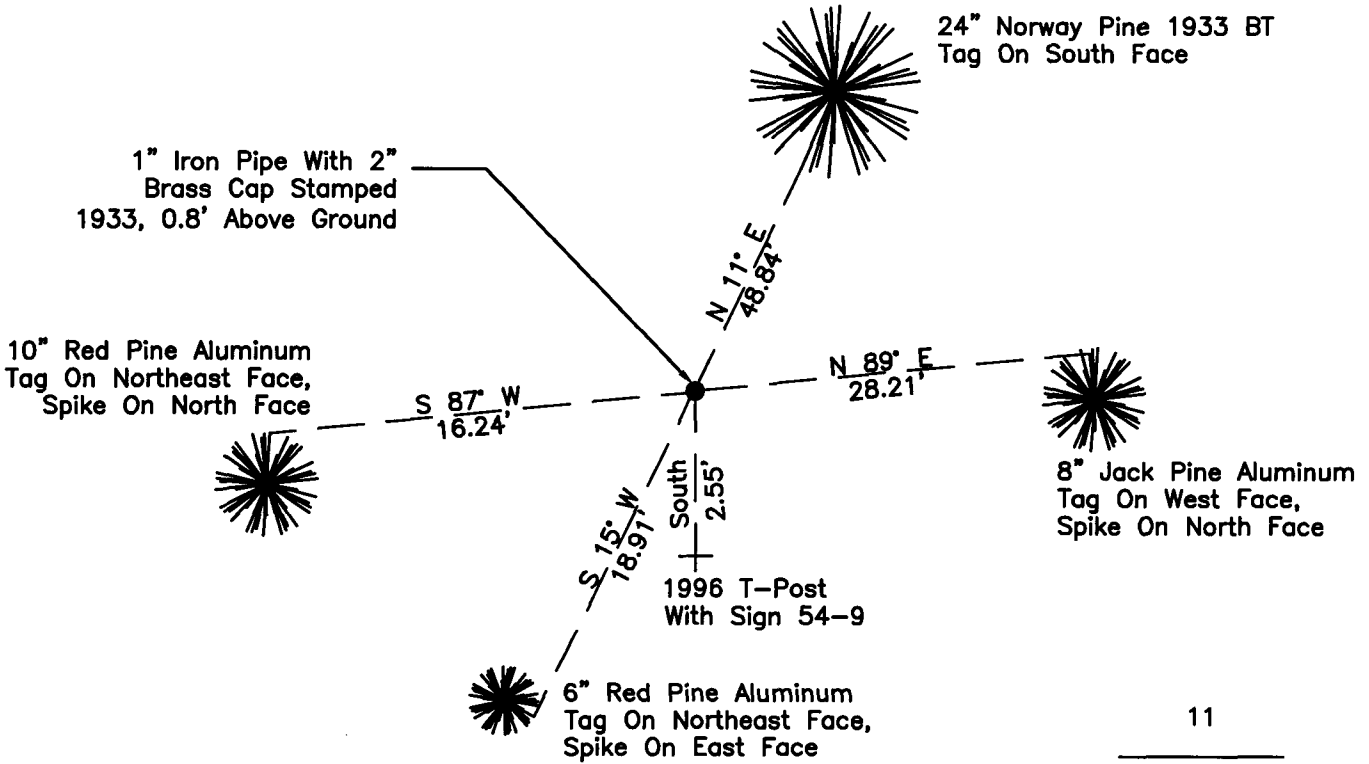 24" Norway Pine 1933 BT
Tag On South Face
1" Iron Pipe With 2"
Brass Cap Stamped
1933, 0.8' Above Ground
N 11° E
48.84'
10" Red Pine Aluminum
Tag On Northeast Face,
Spike On North Face
S 87° W
16.24'
N 89° E
28.21'
8" Jack Pine Aluminum
Tag On West Face,
Spike On North Face
South
2.55'
S 15° W
18.91'
1996 T-Post
With Sign 54-9
6" Red Pine Aluminum
Tag On Northeast Face,
Spike On East Face
11